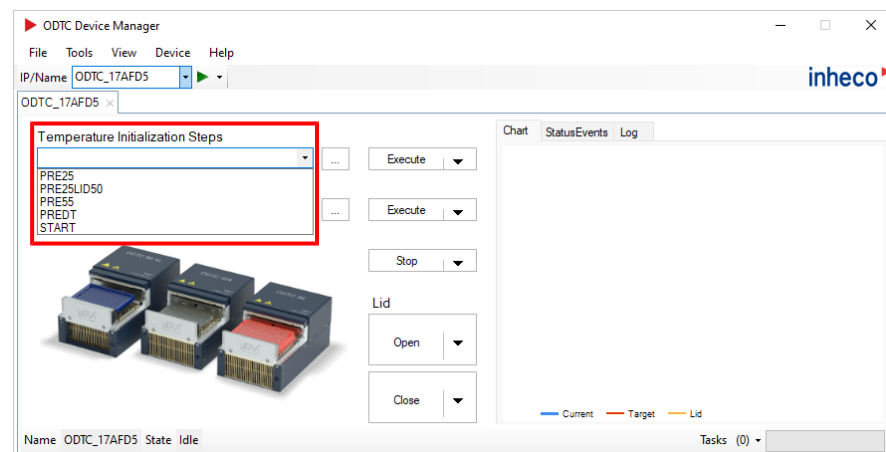 ODTC Device Manager
File Tools View Device Help
IP/Name ODTC_17AFD5
inheco
ODTC_17AFD5
Temperature Initialization Steps
... Execute
PRE25
PRE25LID50
PRE55
PREDT
START
... Execute
Stop
Lid
Open
Close
Chart StatusEvents Log
Current Target Lid
Name ODTC_17AFD5 State Idle
Tasks (0)